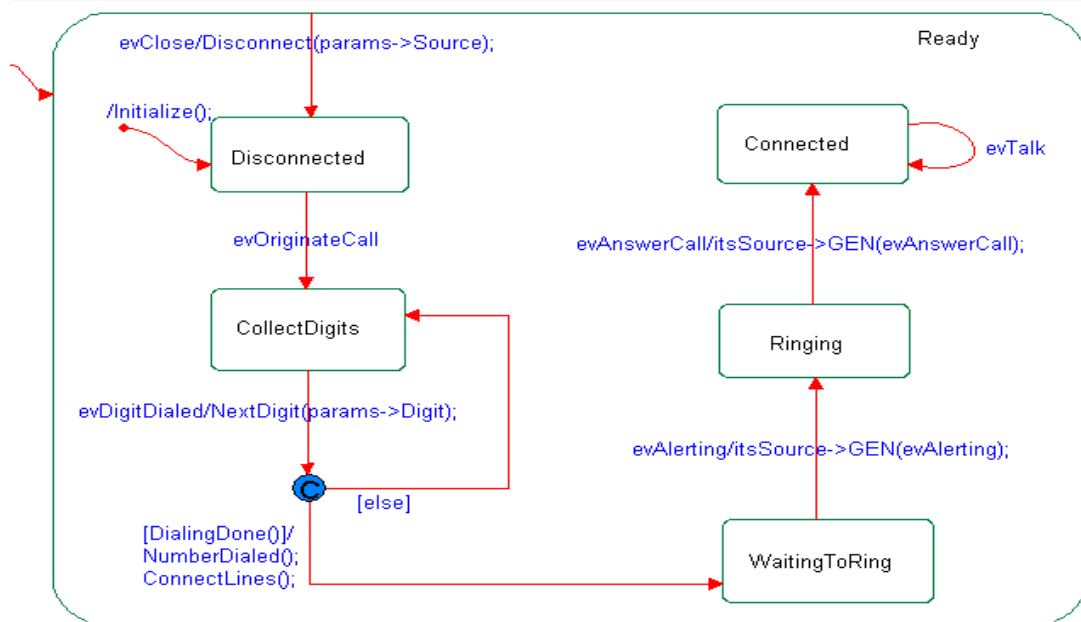 evClose/Disconnect(params->Source);
Ready
/Initialize();
Disconnected
Connected
evTalk
evOriginateCall
evAnswerCall/itsSource->GEN(evAnswerCall);
CollectDigits
Ringing
evDigitDialed/NextDigit(params->Digit);
evAlerting/itsSource->GEN(evAlerting);
C
[else]
[DialingDone()]/
NumberDialed();
ConnectLines();
WaitingToRing